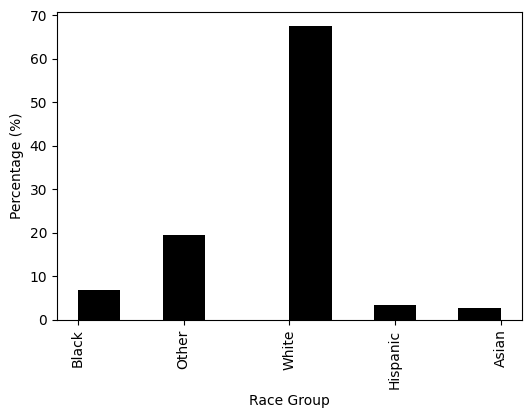 70
60
50
40
30
20
10
0
Percentage (%)
Black
Other
White
Hispanic
Asian
Race Group